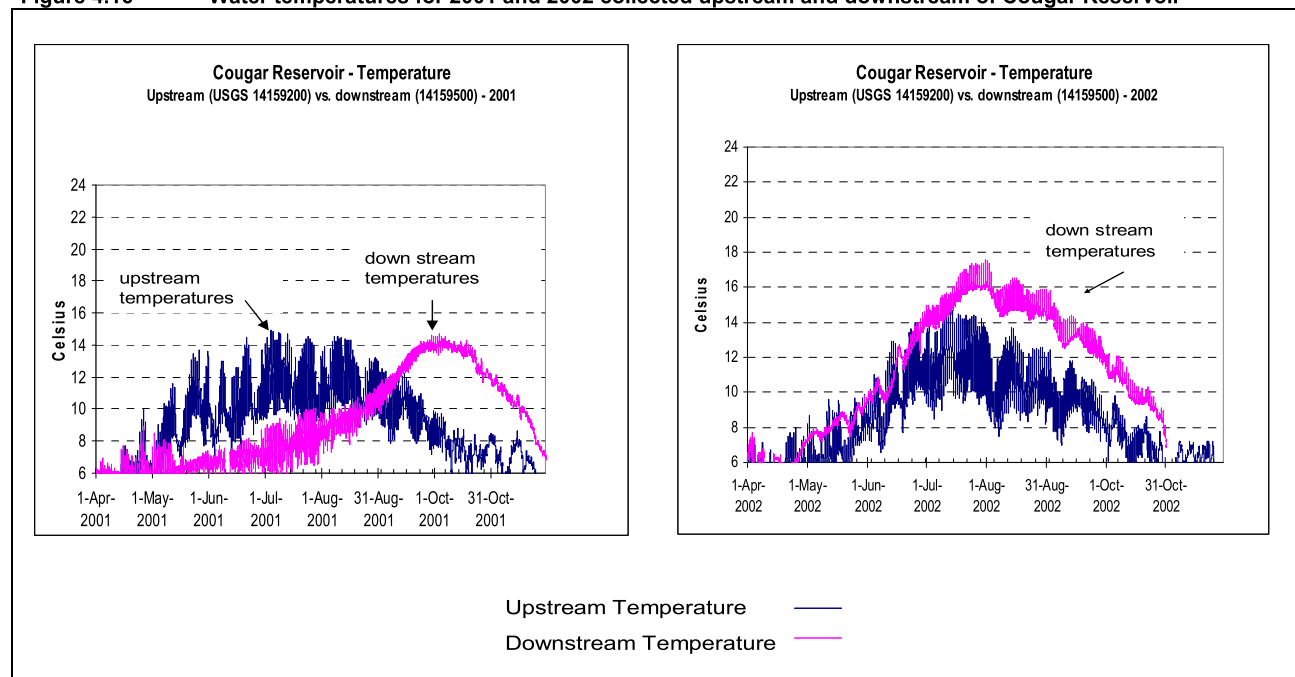 Figure 4.10 Water temperatures for 2001 and 2002 collected upstream and downstream of Cougar Reservoir
Cougar Reservoir - Temperature
Upstream (USGS 14159200) vs. downstream (14159500) - 2001
24
22
20
18
16
14
12
10
8
6
Celsius
upstream
temperatures
down stream
temperatures
1-Apr- 1-May- 1-Jun- 1-Jul- 1-Aug- 31-Aug- 1-Oct- 31-Oct-
2001 2001 2001 2001 2001 2001 2001 2001
Cougar Reservoir - Temperature
Upstream (USGS 14159200) vs. downstream (14159500) - 2002
24
22
20
18
16
14
12
10
8
6
Celsius
down stream
temperatures
1-Apr- 1-May- 1-Jun- 1-Jul- 1-Aug- 31-Aug- 1-Oct- 31-Oct-
2002 2002 2002 2002 2002 2002 2002 2002
Upstream Temperature
Downstream Temperature